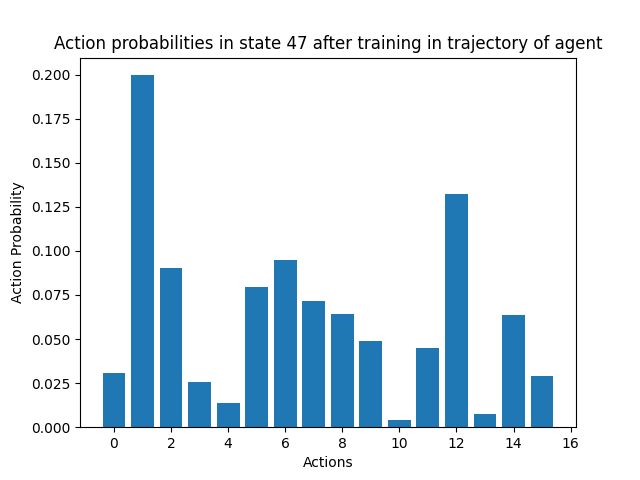 Action probabilities in state 47 after training in trajectory of agent
0.200
0.175
0.150
0.125
0.100
0.075
0.050
0.025
0.000
Action Probability
0 2 4 6 8 10 12 14 16
Actions